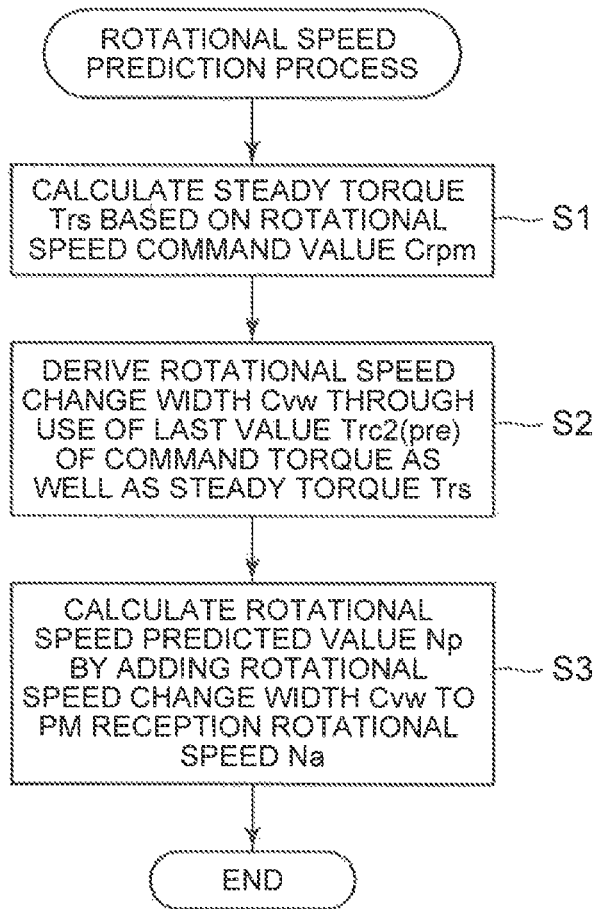 ROTATIONAL SPEED
PREDICTION PROCESS
CALCULATE STEADY TORQUE
Trs BASED ON ROTATIONAL
SPEED COMMAND VALUE Crpm
S1
DERIVE ROTATIONAL SPEED
CHANGE WIDTH Cvw THROUGH
USE OF LAST VALUE Trc2(pre)
OF COMMAND TORQUE AS
WELL AS STEADY TORQUE Trs
S2
CALCULATE ROTATIONAL
SPEED PREDICTED VALUE Np
BY ADDING ROTATIONAL
SPEED CHANGE WIDTH Cvw TO
PM RECEPTION ROTATIONAL
SPEED Na
S3
END